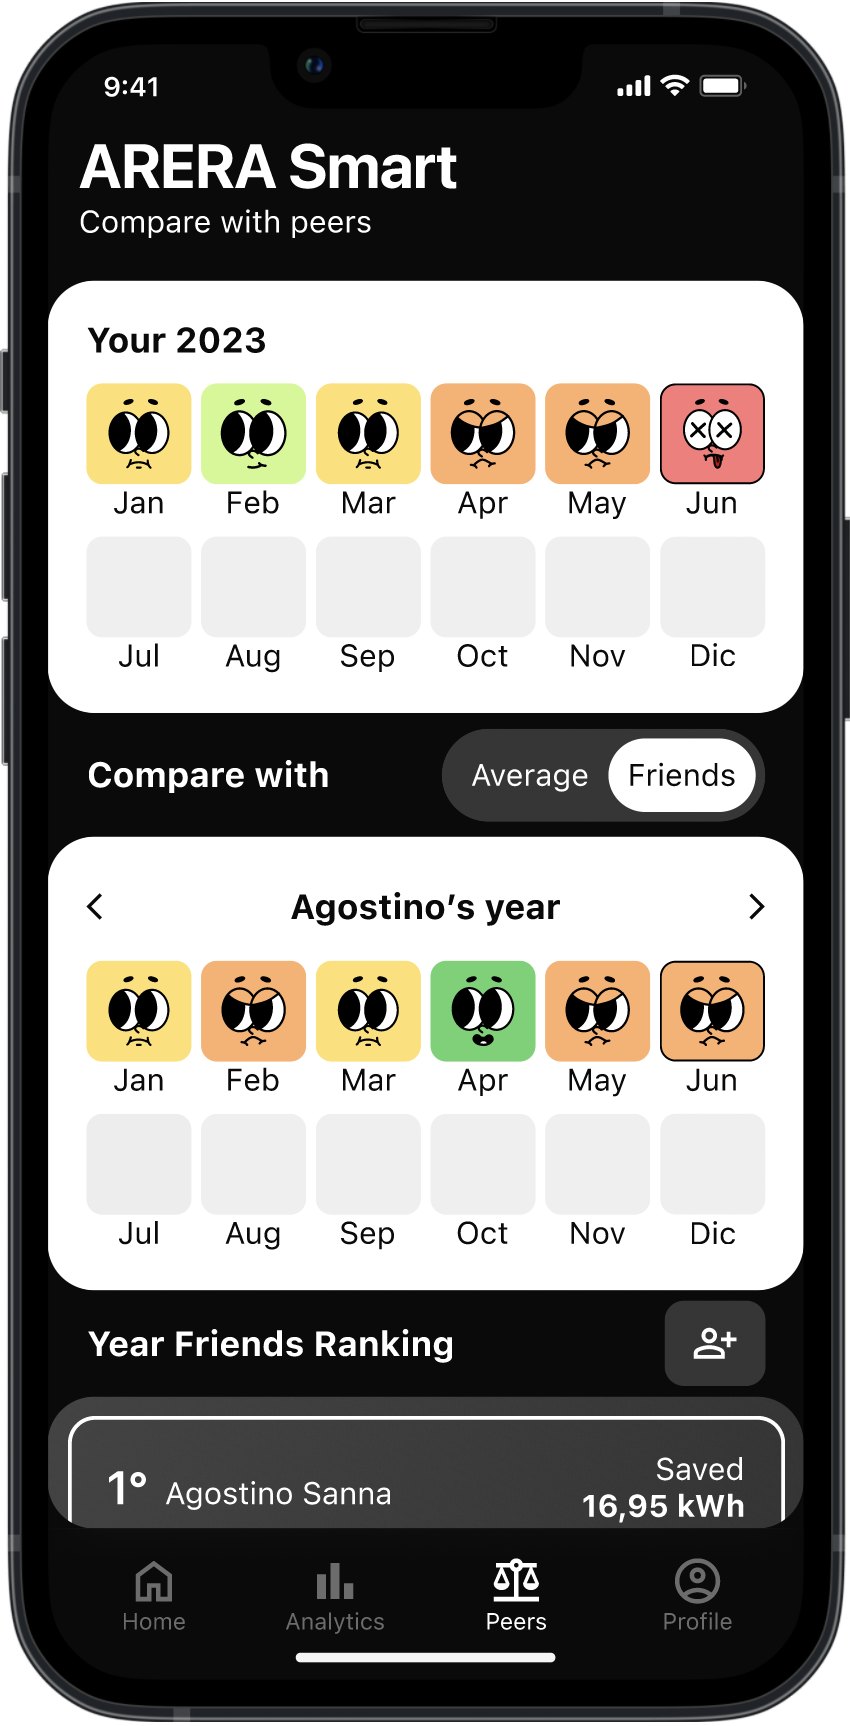 9:41
ARERA Smart
Compare with peers
Your 2023
Jan Feb Mar Apr May Jun
Jul Aug Sep Oct Nov Dic
Compare with Average Friends
Agostino’s year
Jan Feb Mar Apr May Jun
Jul Aug Sep Oct Nov Dic
Year Friends Ranking
Saved
1° Agostino Sanna
16,95 kWh
Home Analytics Peers Profile